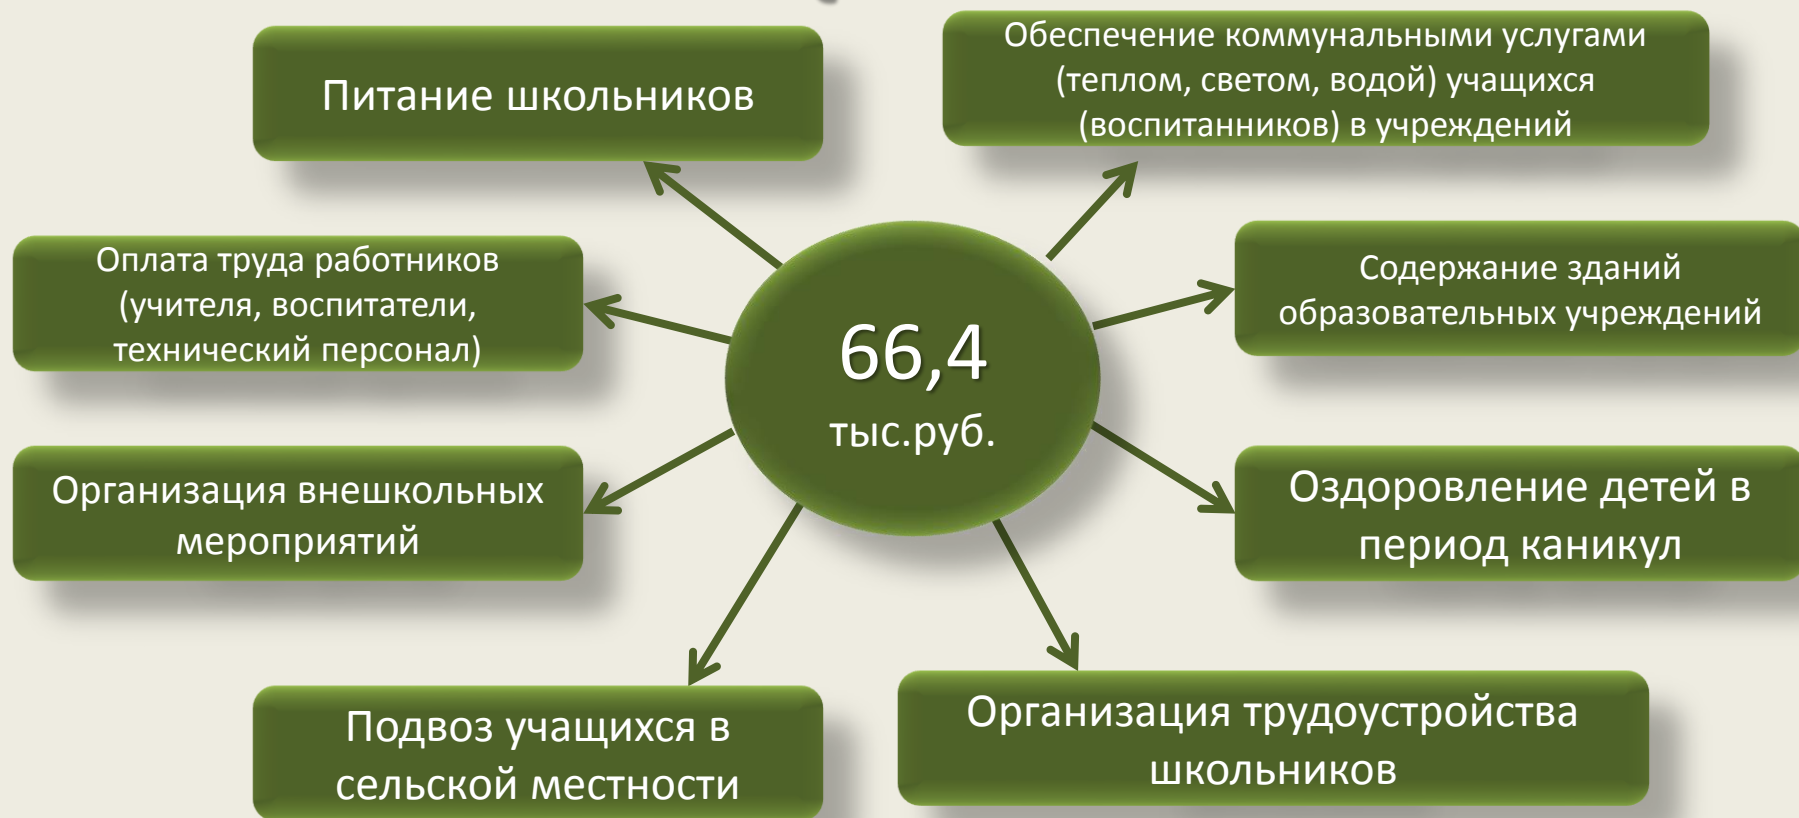 Питание школьников
Обеспечение коммунальными услугами
(теплом, светом, водой) учащихся
(воспитанников) в учреждений
Оплата труда работников
(учителя, воспитатели,
технический персонал)
Содержание зданий
образовательных учреждений
66,4
тыс.руб.
Организация внешкольных
мероприятий
Оздоровление детей в
период каникул
Подвоз учащихся в
сельской местности
Организация трудоустройства
школьников